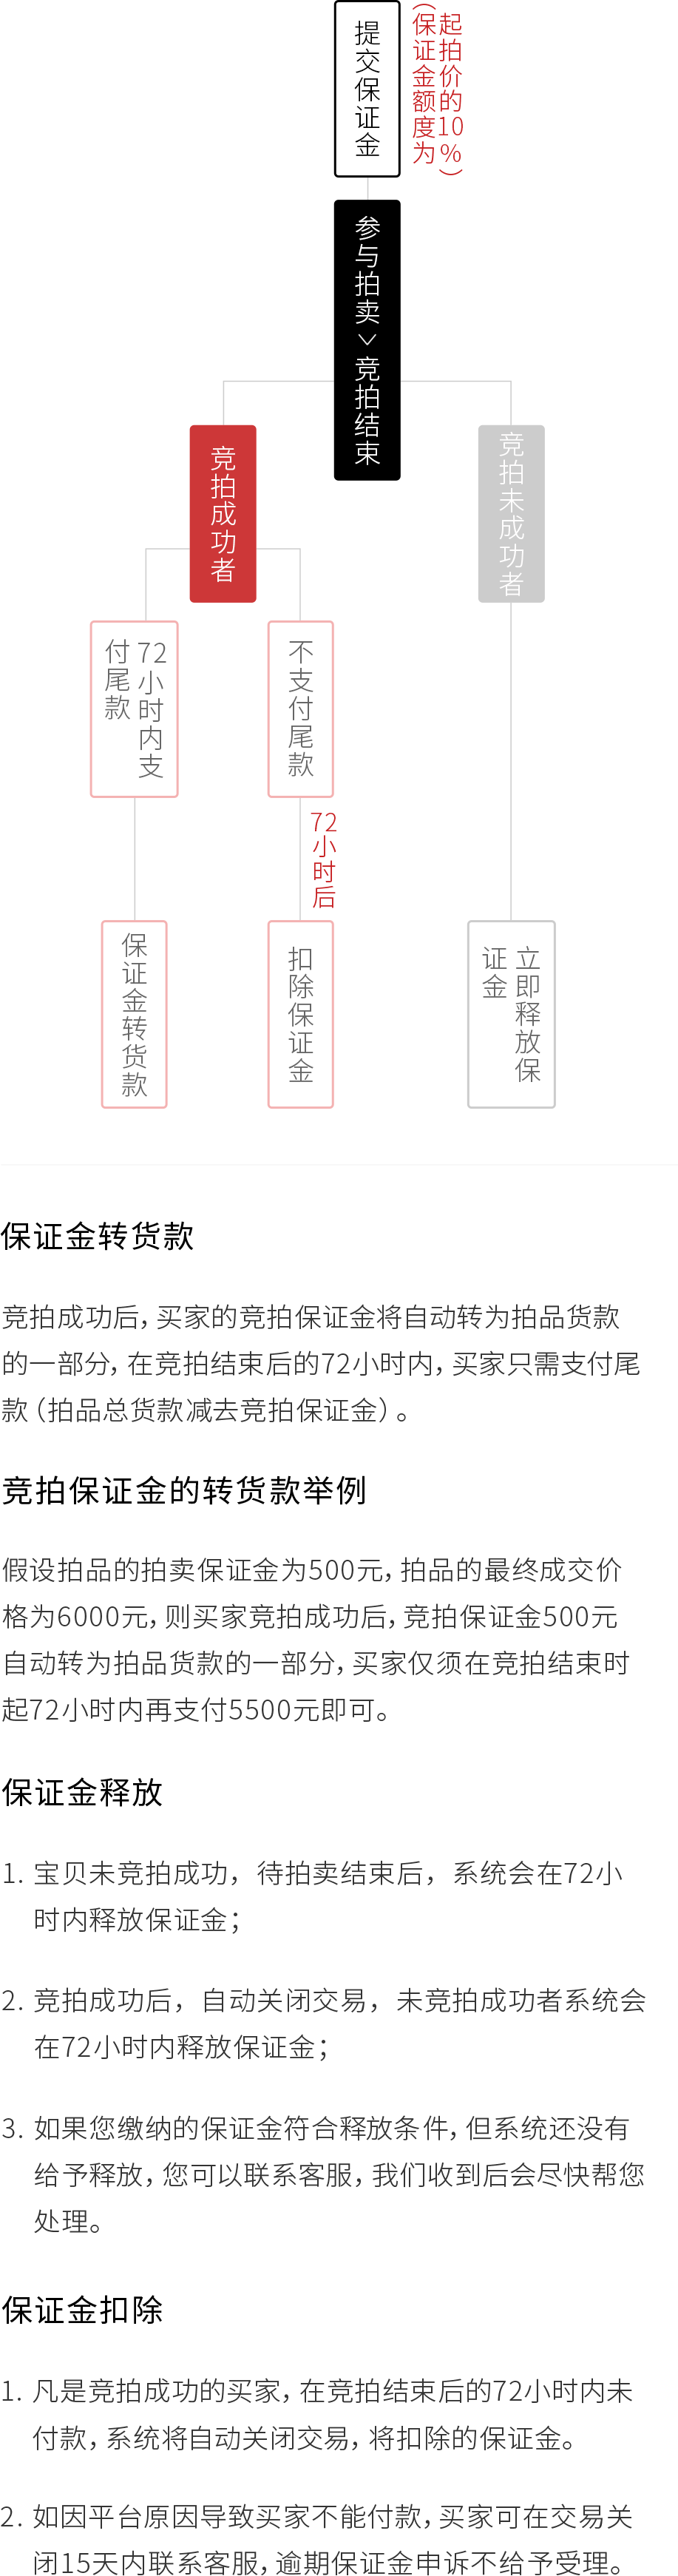 提交保证金
（保证金额度为
起拍价的10%）
参与拍卖
竞拍结束
竞拍成功者
竞拍未成功者
72小时内支
付尾款
不支付尾款
72小时后
保证金转货款
扣除保证金
立即释放保
证金
保证金转货款
竞拍成功后，买家的竞拍保证金将自动转为拍品货款
的一部分，在竞拍结束后的72小时内，买家只需支付尾
款（拍品总货款减去竞拍保证金）。
竞拍保证金的转货款举例
假设拍品的拍卖保证金为500元，拍品的最终成交价
格为6000元，则买家竞拍成功后，竞拍保证金500元
自动转为拍品货款的一部分，买家仅须在竞拍结束时
起72小时内再支付5500元即可。
保证金释放
1. 宝贝未竞拍成功，待拍卖结束后，系统会在72小
时内释放保证金；
2. 竞拍成功后，自动关闭交易，未竞拍成功者系统会
在72小时内释放保证金；
3. 如果您缴纳的保证金符合释放条件，但系统还没有
给予释放，您可以联系客服，我们收到后会尽快帮您
处理。
保证金扣除
1. 凡是竞拍成功的买家，在竞拍结束后的72小时内未
付款，系统将自动关闭交易，将扣除的保证金。
2. 如因平台原因导致买家不能付款，买家可在交易关
闭15天内联系客服，逾期保证金申诉不给予受理。